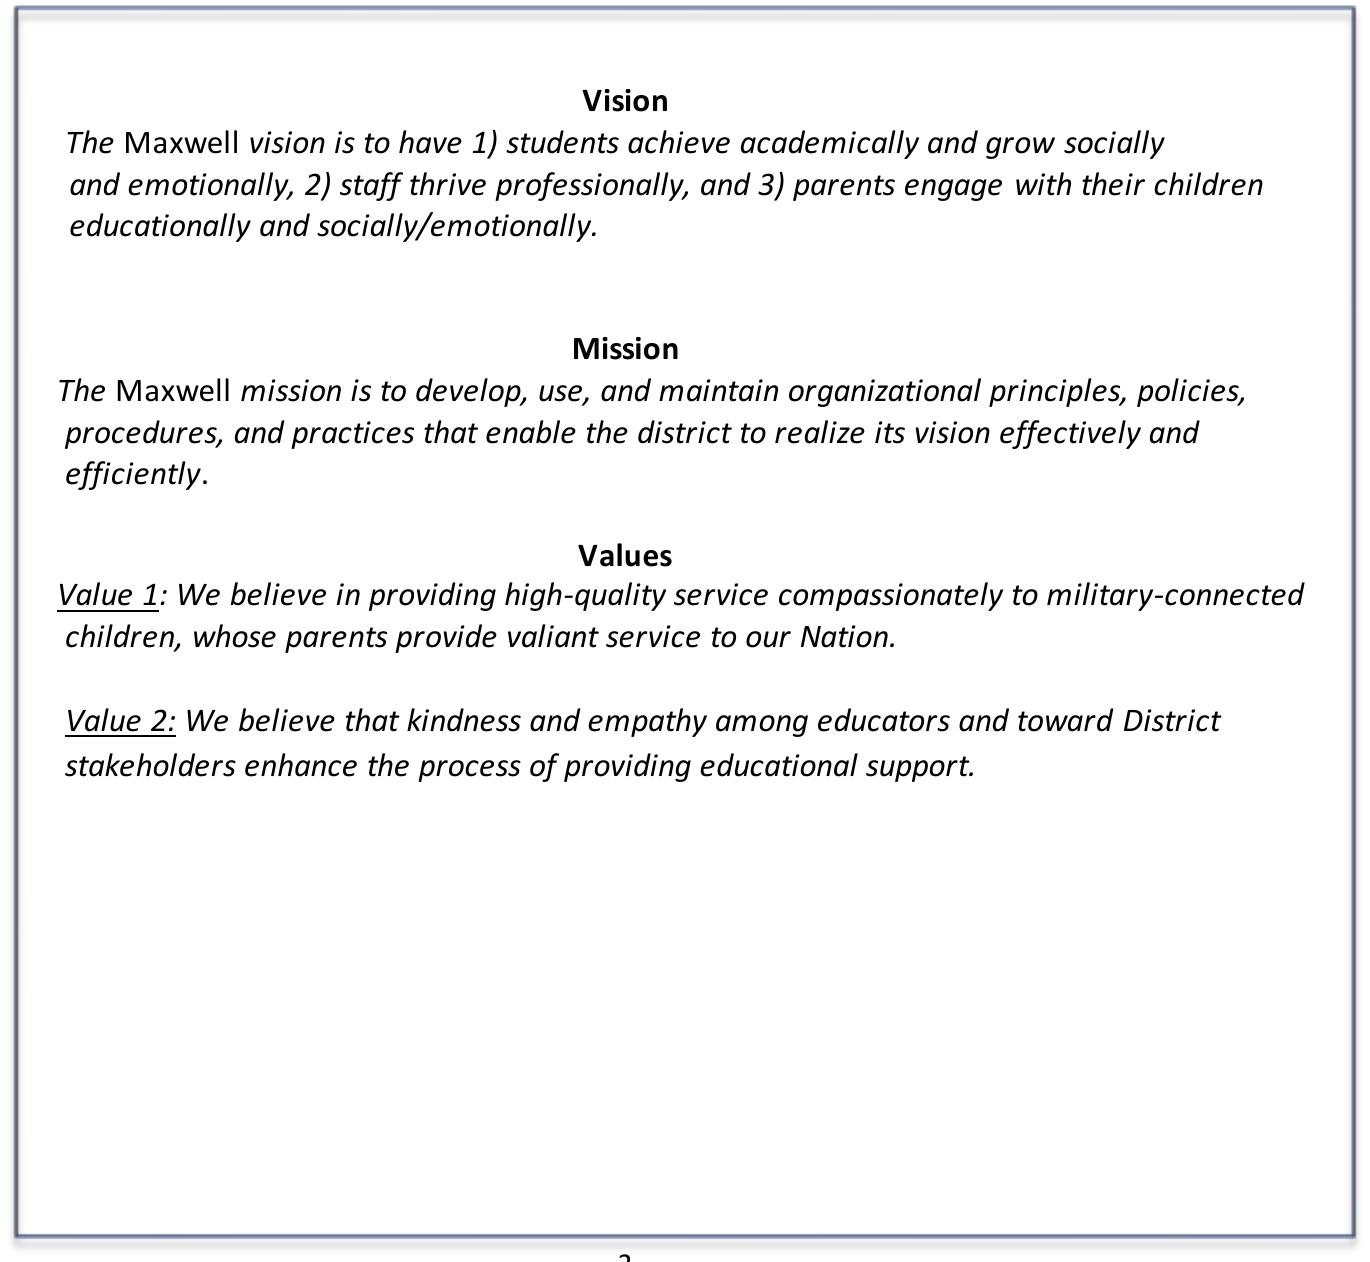 Vision
The Maxwell vision is to have 1) students achieve academically and grow socially
and emotionally, 2) staff thrive professionally, and 3) parents engage with their children
educationally and socially/emotionally.
Mission
The Maxwell mission is to develop, use, and maintain organizational principles, policies,
procedures, and practices that enable the district to realize its vision effectively and
efficiently.
Values
Value 1: We believe in providing high-quality service compassionately to military-connected
children, whose parents provide valiant service to our Nation.
Value 2: We believe that kindness and empathy among educators and toward District
stakeholders enhance the process of providing educational support.